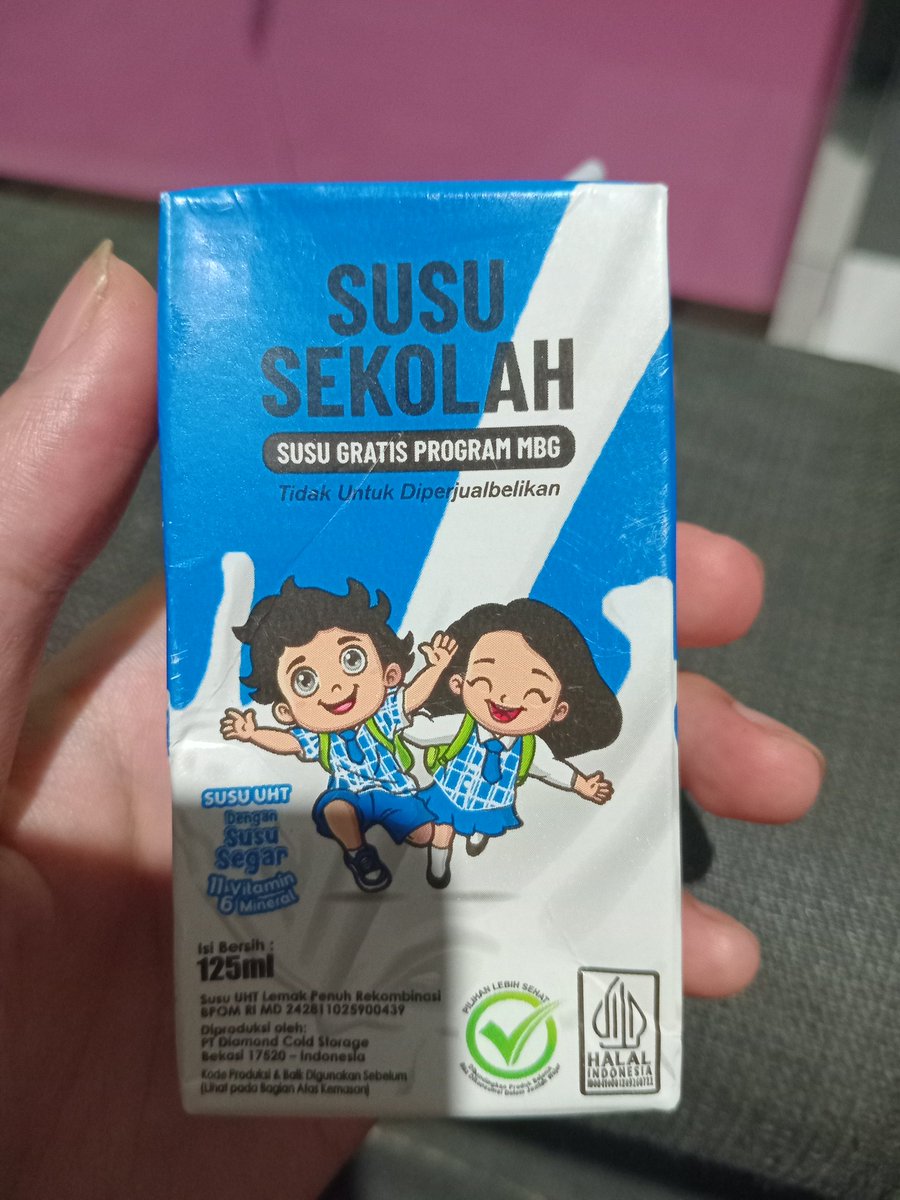 SUSU
SEKOLAH
SUSU GRATIS PROGRAM MBG
Tidak Untuk Diperjualbelikan
SUSU UHT
Dengan
Susu
Segar
11 Vitamin
6 Mineral
Isi Bersih :
125ml
Susu UHT Lemak Penuh Rekombinasi
BPOM RI MD 242811025900439
Diproduksi oleh:
PT Diamond Cold Storage
Bekasi 17520 – Indonesia
Kode Produksi & Baik Digunakan Sebelum
(Lihat pada Bagian Atas Kemasan)
PILIHAN LEBIH SEHAT
HALAL
INDONESIA